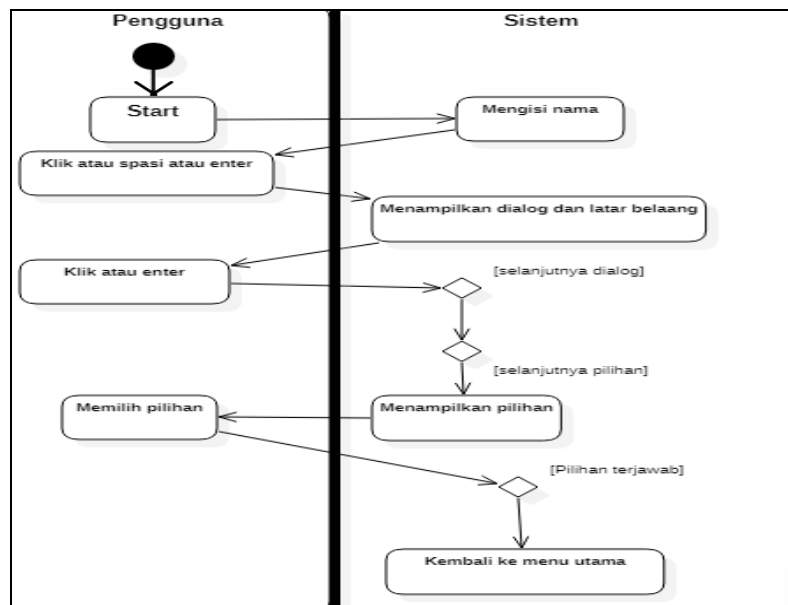 Pengguna
Sistem
Start
Mengisi nama
Klik atau spasi atau enter
Menampilkan dialog dan latar belaang
Klik atau enter
[selanjutnya dialog]
[selanjutnya pilihan]
Memilih pilihan
Menampilkan pilihan
[Pilihan terjawab]
Kembali ke menu utama